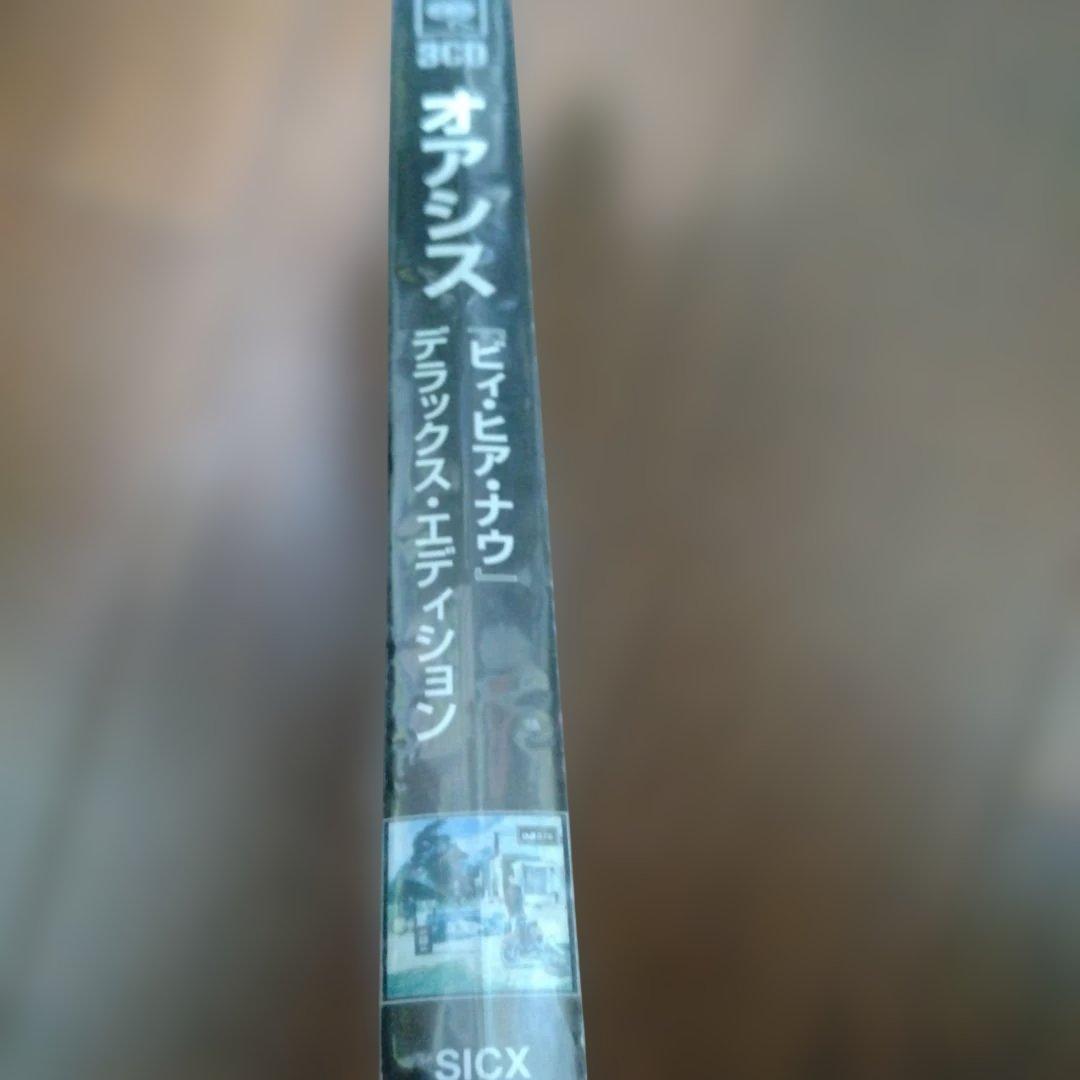 3CD
オアシス
『ビィ・ヒア・ナウ』
デラックス・エディション
SICX